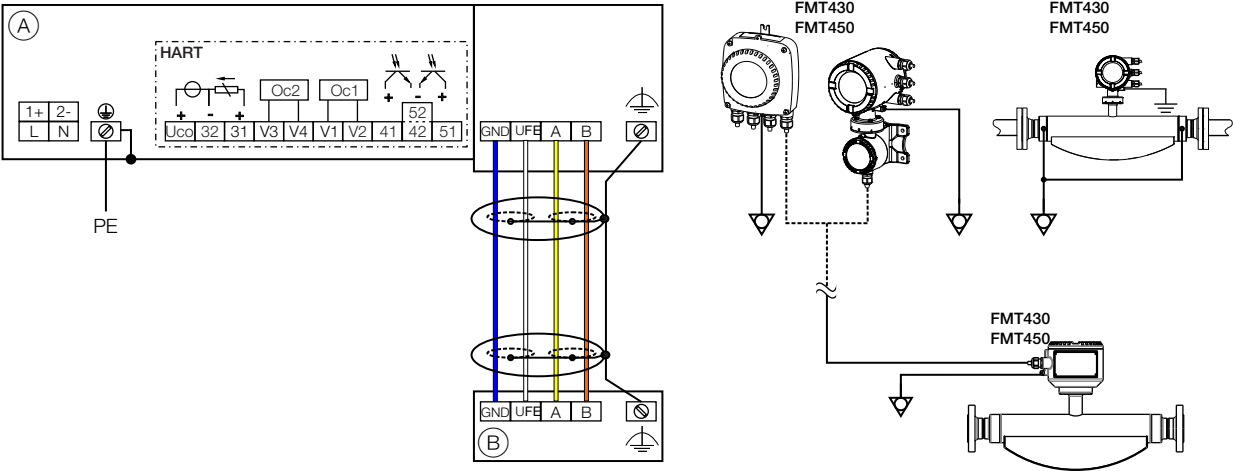 A
HART
Oc2 Oc1
+ - + + - +
1+ 2-
L N
52
Uco 32 31 V3 V4 V1 V2 41 42 51
PE
GND UFE A B
GND UFE A B
B
FMT430
FMT450
FMT430
FMT450
FMT430
FMT450